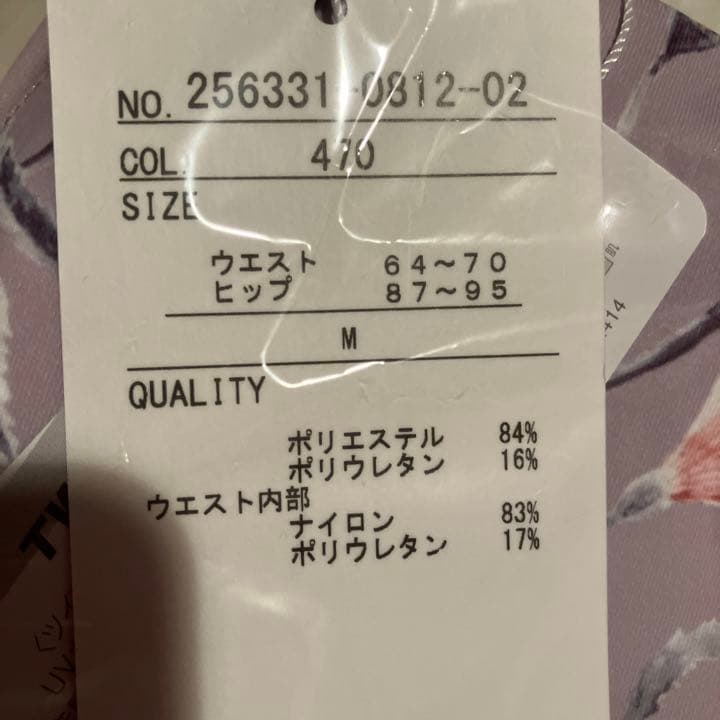 NO. 256331-0812-02
COL. 470
SIZE
ウエスト 64～70
ヒップ 87～95
M
QUALITY
ポリエステル 84%
ポリウレタン 16%
ウエスト内部
ナイロン 83%
ポリウレタン 17%